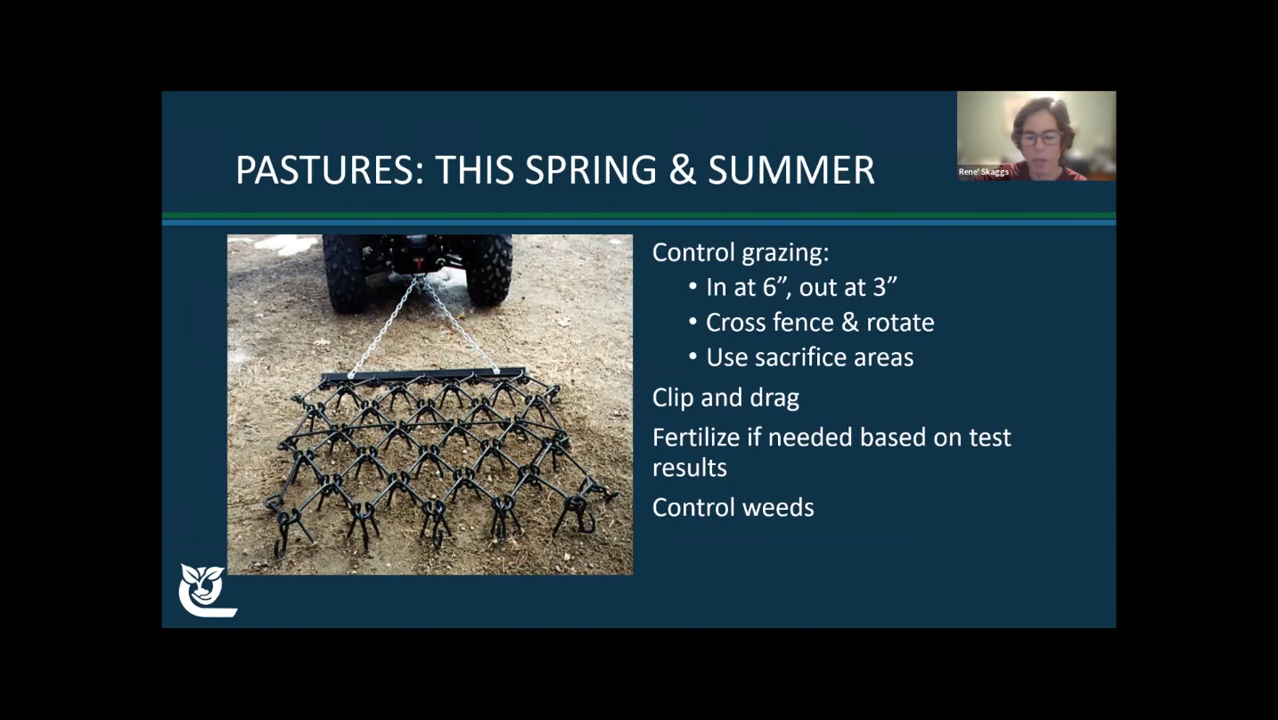 PASTURES: THIS SPRING & SUMMER
Rene' Skaggs
Control grazing:
• In at 6”, out at 3”
• Cross fence & rotate
• Use sacrifice areas
Clip and drag
Fertilize if needed based on test
results
Control weeds